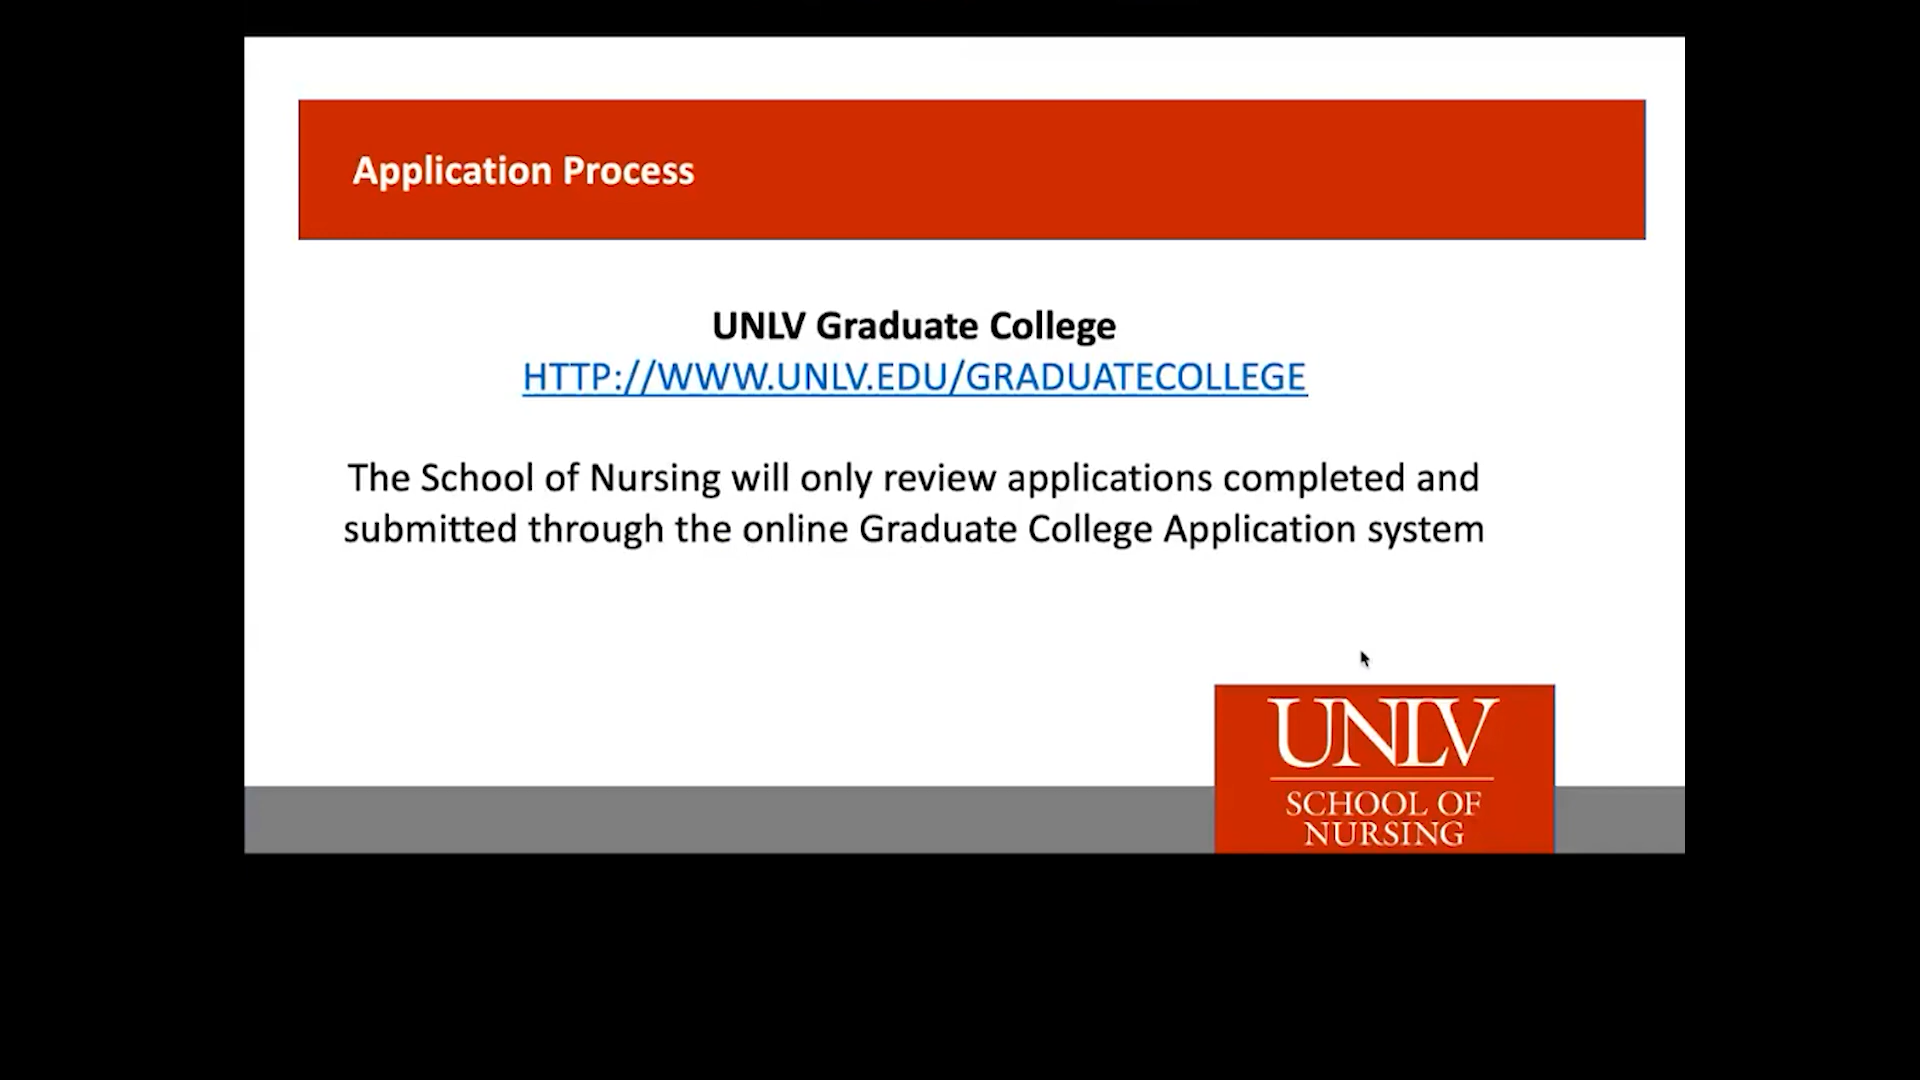 Application Process
UNLV Graduate College
HTTP://WWW.UNLV.EDU/GRADUATECOLLEGE
The School of Nursing will only review applications completed and
submitted through the online Graduate College Application system
UNLV
SCHOOL OF
NURSING